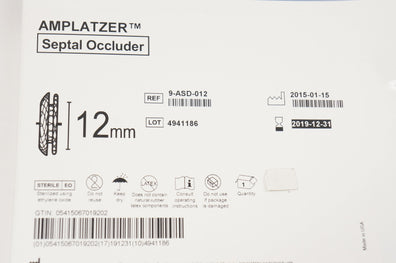 AMPLATZER™
Septal Occluder
12mm
REF 9-ASD-012
LOT 4941186
2015-01-15
2019-12-31
STERILE EO
Sterilized using ethylene oxide
Do not reuse
Keep dry
LATEX
Does not contain natural rubber latex components
Consult operating instructions
Do not use if package is damaged
1
Quantity
GTIN: 05415067019202
(01)05415067019202(17)191231(10)4941186
Made in USA